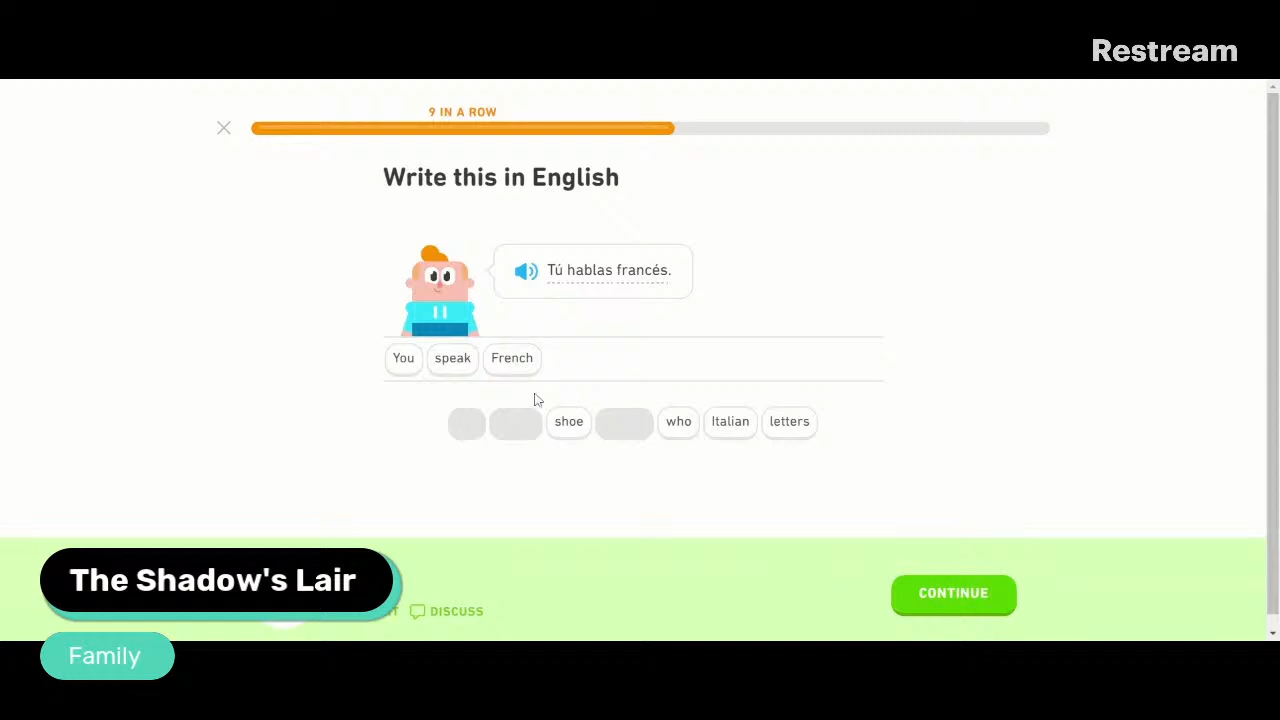 Restream
9 IN A ROW
Write this in English
Tú hablas francés.
You speak French
shoe who Italian letters
The Shadow's Lair
CONTINUE
DISCUSS
Family